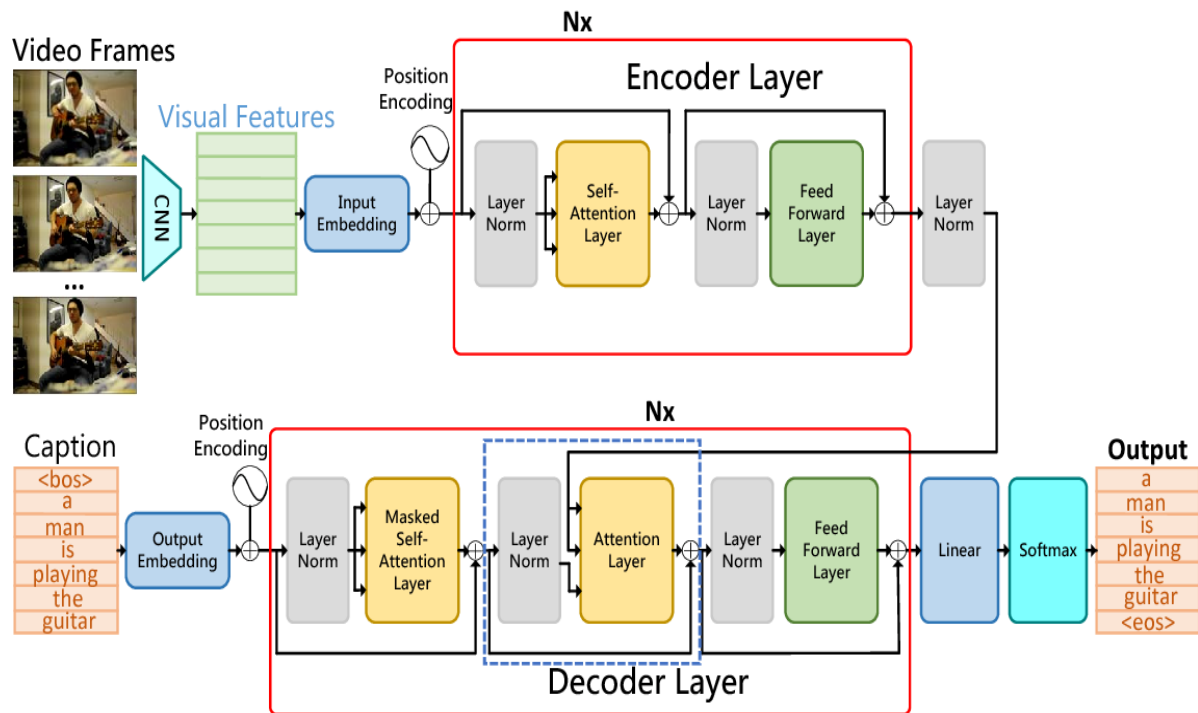 Nx
Video Frames
Encoder Layer
Position
Encoding
Visual Features
CNN
Input
Embedding
Layer
Norm
Self-
Attention
Layer
Layer
Norm
Feed
Forward
Layer
Layer
Norm
...
Nx
Caption
Position
Encoding
Output
<bos>
a
man
is
playing
the
guitar
Output
Embedding
Layer
Norm
Masked
Self-
Attention
Layer
Layer
Norm
Attention
Layer
Layer
Norm
Feed
Forward
Layer
Linear
Softmax
a
man
is
playing
the
guitar
<eos>
Decoder Layer